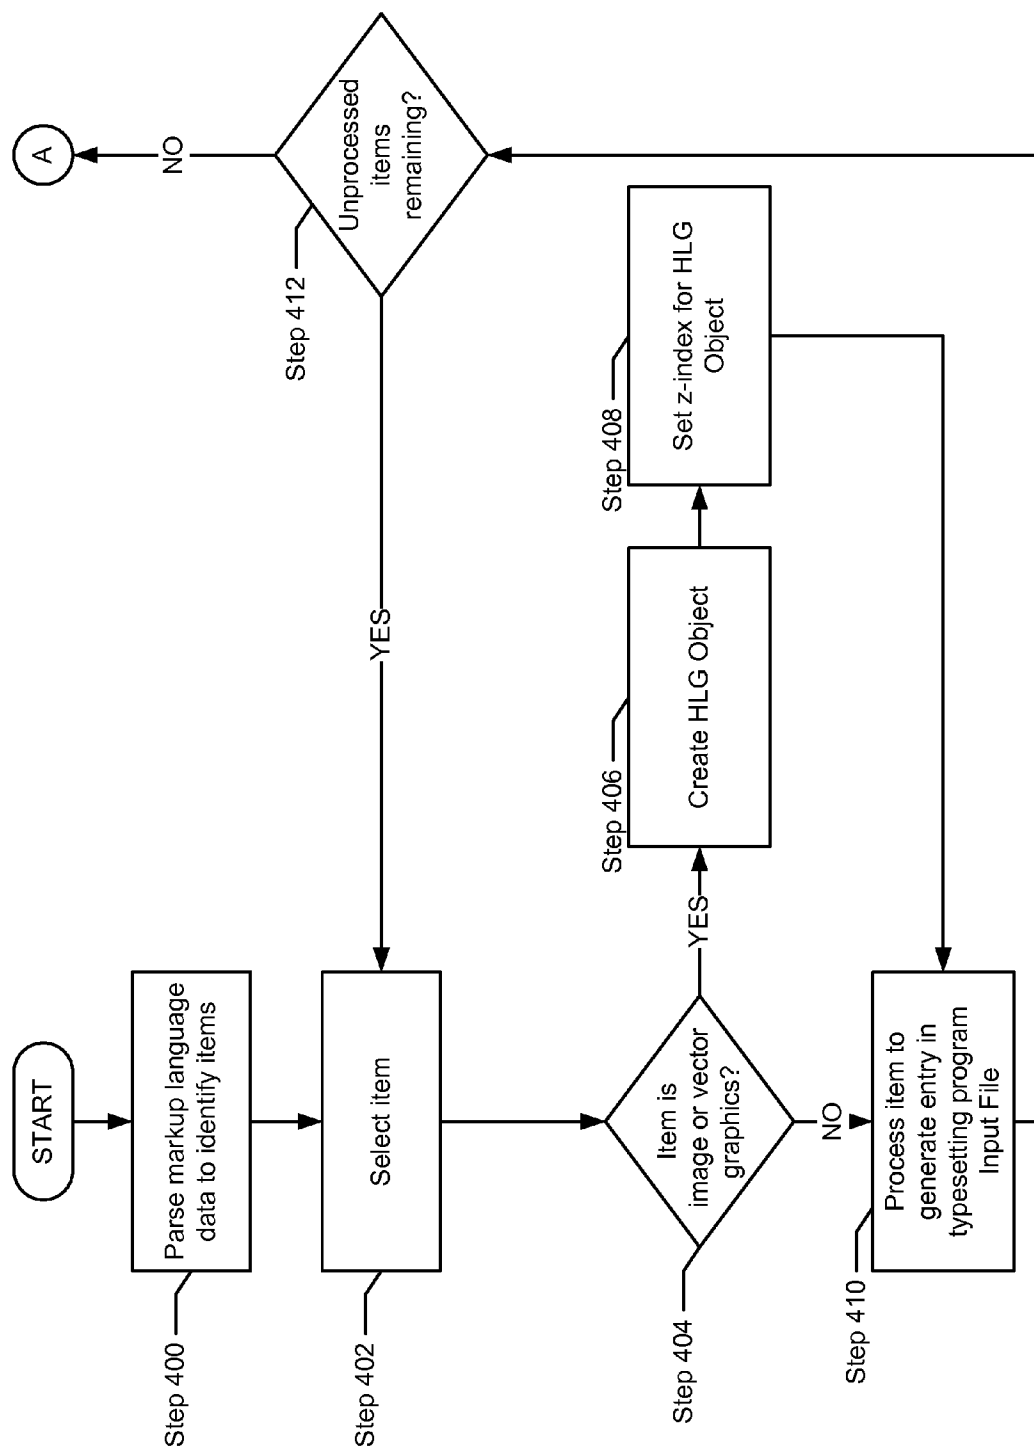 START
Step 400
Parse markup language
data to identify items
Step 402
Select item
Step 404
Item is
image or vector
graphics?
YES
NO
Step 406
Create HLG Object
Step 408
Set z-index for HLG
Object
Step 410
Process item to
generate entry in
typesetting program
Input File
Step 412
Unprocessed
items
remaining?
YES
NO
A